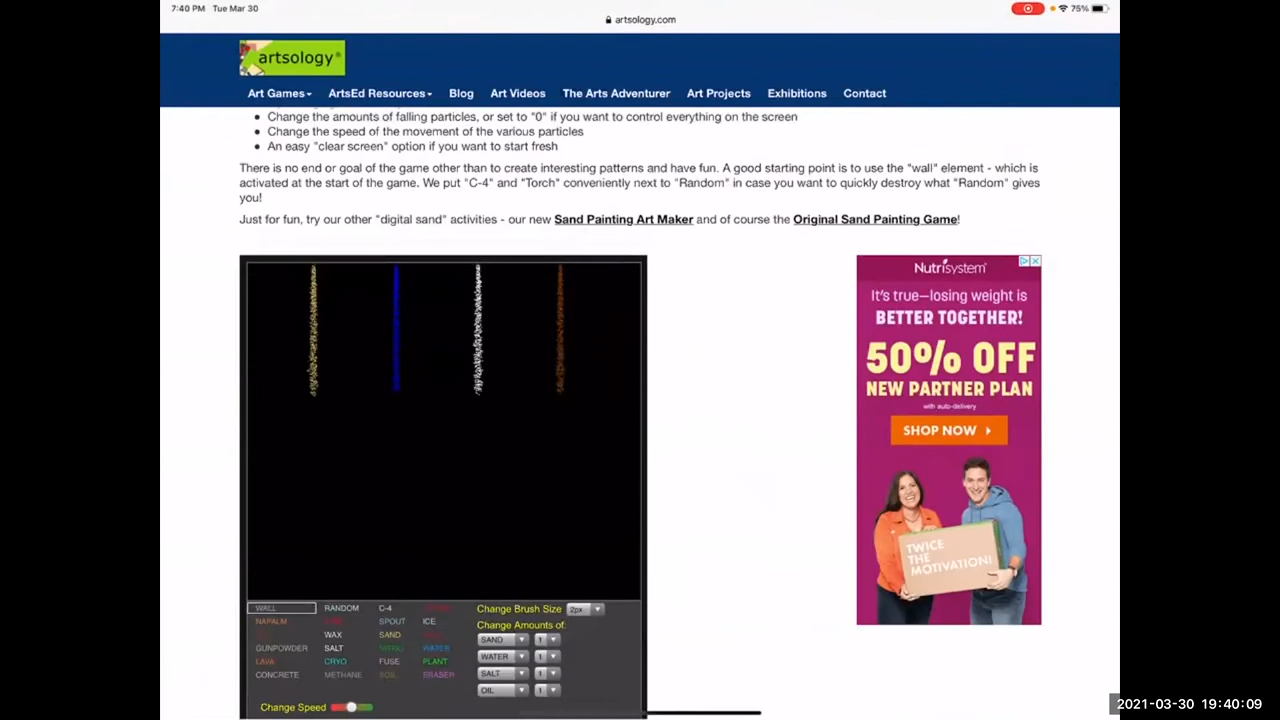 7:40 PM Tue Mar 30
75%
artsology.com
artsology®
Art Games
ArtsEd Resources
Blog
Art Videos
The Arts Adventurer
Art Projects
Exhibitions
Contact
Change the amounts of falling particles, or set to "0" if you want to control everything on the screen
Change the speed of the movement of the various particles
An easy "clear screen" option if you want to start fresh
There is no end or goal of the game other than to create interesting patterns and have fun. A good starting point is to use the "wall" element - which is
activated at the start of the game. We put "C-4" and "Torch" conveniently next to "Random" in case you want to quickly destroy what "Random" gives
you!
Just for fun, try our other "digital sand" activities - our new Sand Painting Art Maker and of course the Original Sand Painting Game!
Nutrisystem®
It's true—losing weight is
BETTER TOGETHER!
50% OFF
NEW PARTNER PLAN
with auto-delivery
SHOP NOW
TWICE
THE
MOTIVATION!
WALL RANDOM C-4
NAPALM SPOUT ICE
WAX SAND
GUNPOWDER SALT WATER
LAVA CRYO FUSE PLANT
CONCRETE METHANE SOIL ERASER
Change Brush Size 2px
Change Amounts of:
SAND 1
WATER 1
SALT 1
OIL 1
Change Speed
2021-03-30 19:40:09